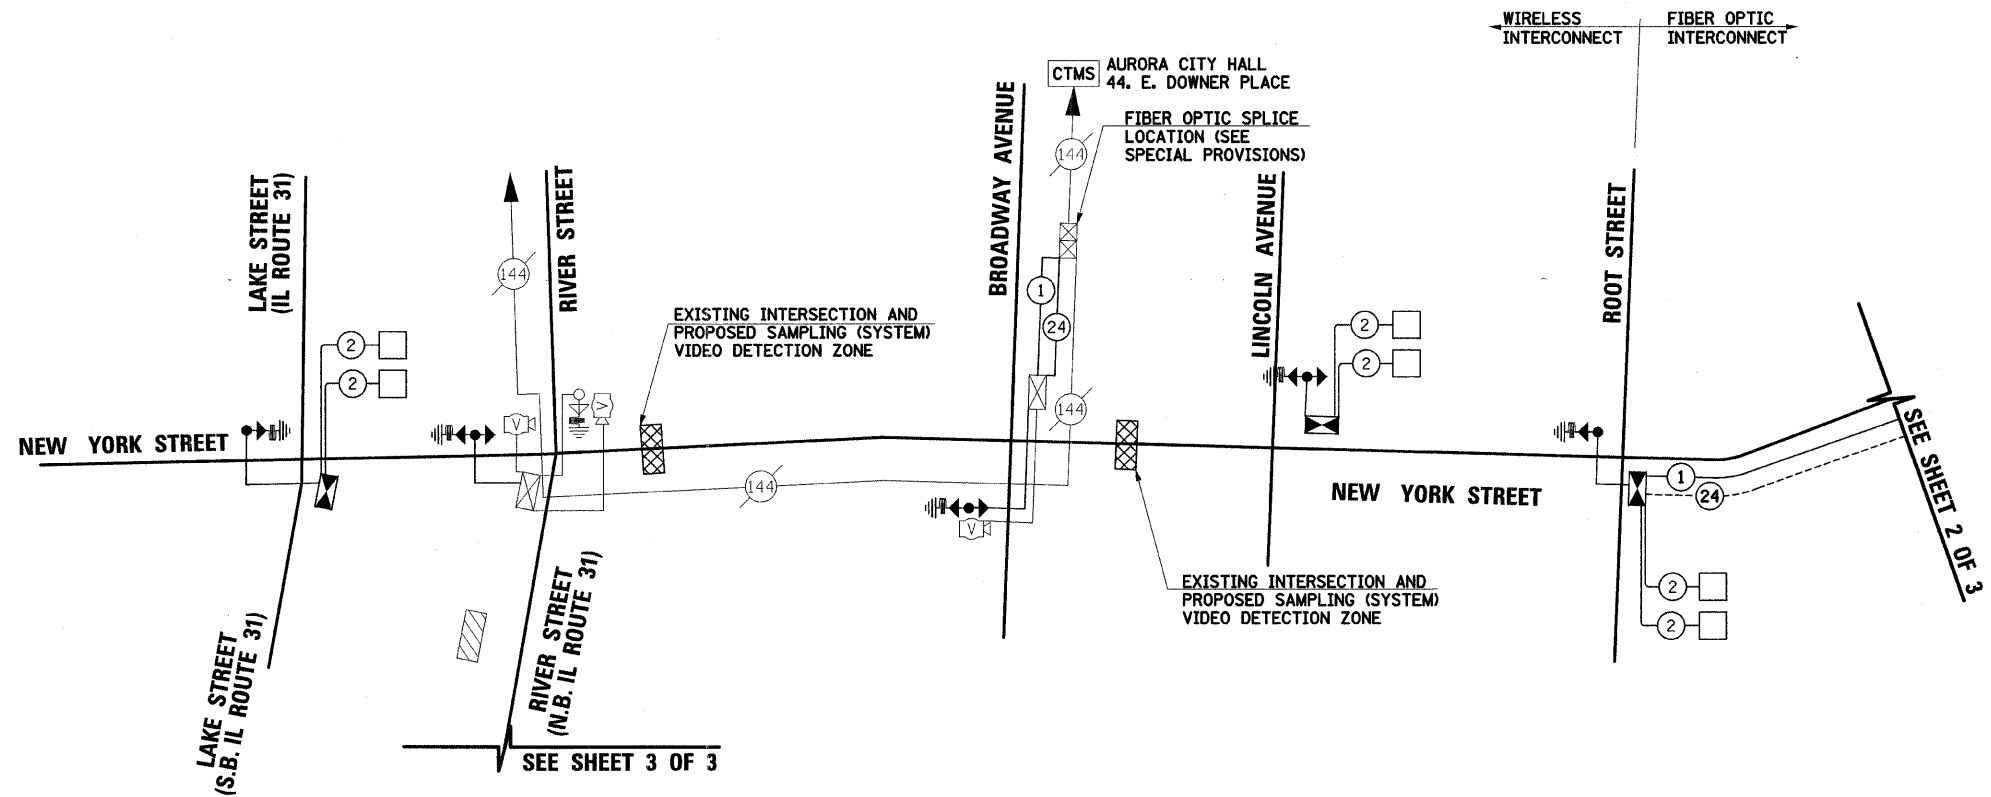 WIRELESS
INTERCONNECT
FIBER OPTIC
INTERCONNECT
CTMS
AURORA CITY HALL
44. E. DOWNER PLACE
144
FIBER OPTIC SPLICE
LOCATION (SEE
SPECIAL PROVISIONS)
LAKE STREET
(IL ROUTE 31)
144
RIVER STREET
BROADWAY AVENUE
LINCOLN AVENUE
ROOT STREET
EXISTING INTERSECTION AND
PROPOSED SAMPLING (SYSTEM)
VIDEO DETECTION ZONE
1
24
2
2
2
2
144
V
V
NEW YORK STREET
144
V
NEW YORK STREET
1
24
SEE SHEET 2 OF 3
EXISTING INTERSECTION AND
PROPOSED SAMPLING (SYSTEM)
VIDEO DETECTION ZONE
2
2
LAKE STREET
(S.B. IL ROUTE 31)
RIVER STREET
(N.B. IL ROUTE 31)
SEE SHEET 3 OF 3